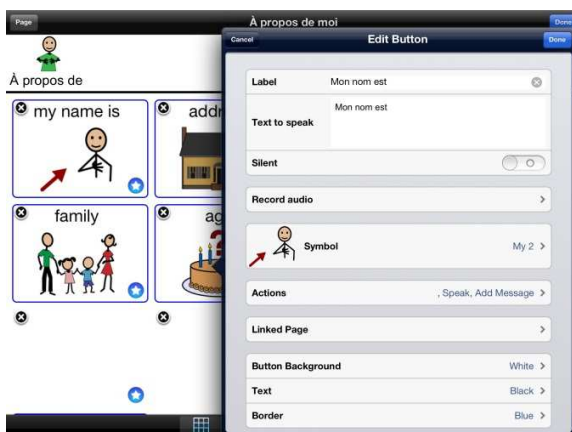 Page
À propos de moi
Done
À propos de
my name is
addr
family
ag
Cancel
Edit Button
Done
Label
Mon nom est
Text to speak
Mon nom est
Silent
Record audio
Symbol
My 2
Actions
, Speak, Add Message
Linked Page
Button Background
White
Text
Black
Border
Blue